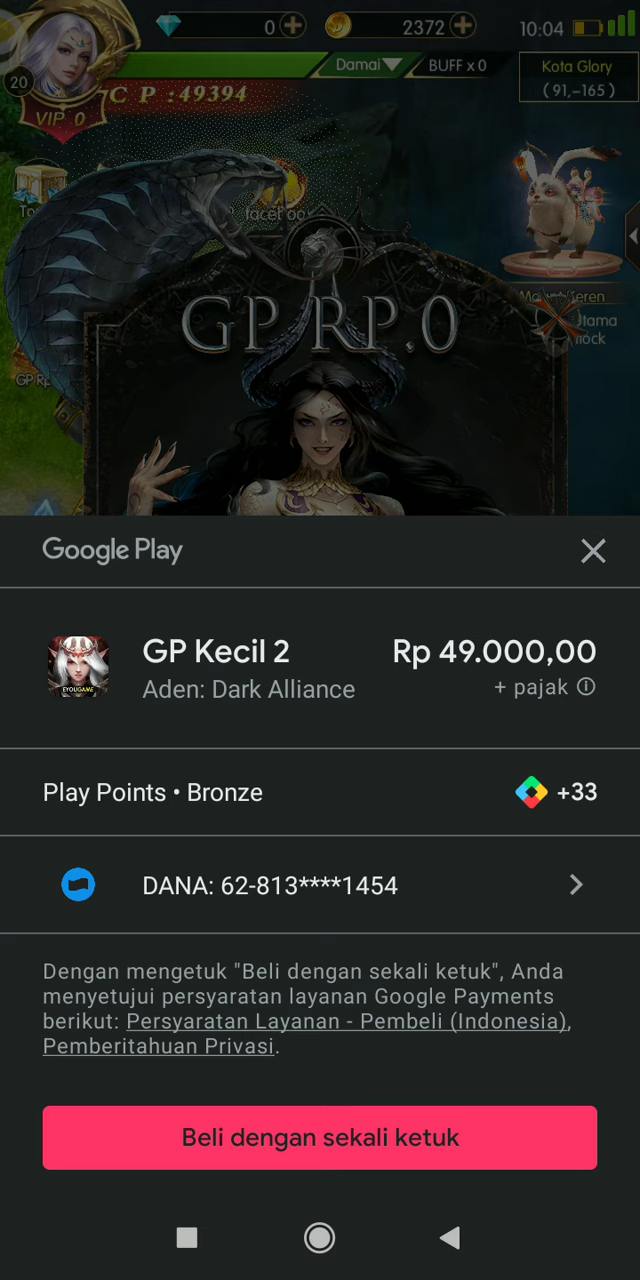 0
2372
10:04
20
Damai
BUFF x 0
Kota Glory
(91,-165)
VIP 0
C P :49394
GP RP.0
GP Rp
Google Play
GP Kecil 2
Rp 49.000,00
Aden: Dark Alliance
+ pajak
EYOUGAME
Play Points • Bronze
+33
DANA: 62-813****1454
Dengan mengetuk "Beli dengan sekali ketuk", Anda
menyetujui persyaratan layanan Google Payments
berikut: Persyaratan Layanan - Pembeli (Indonesia),
Pemberitahuan Privasi.
Beli dengan sekali ketuk